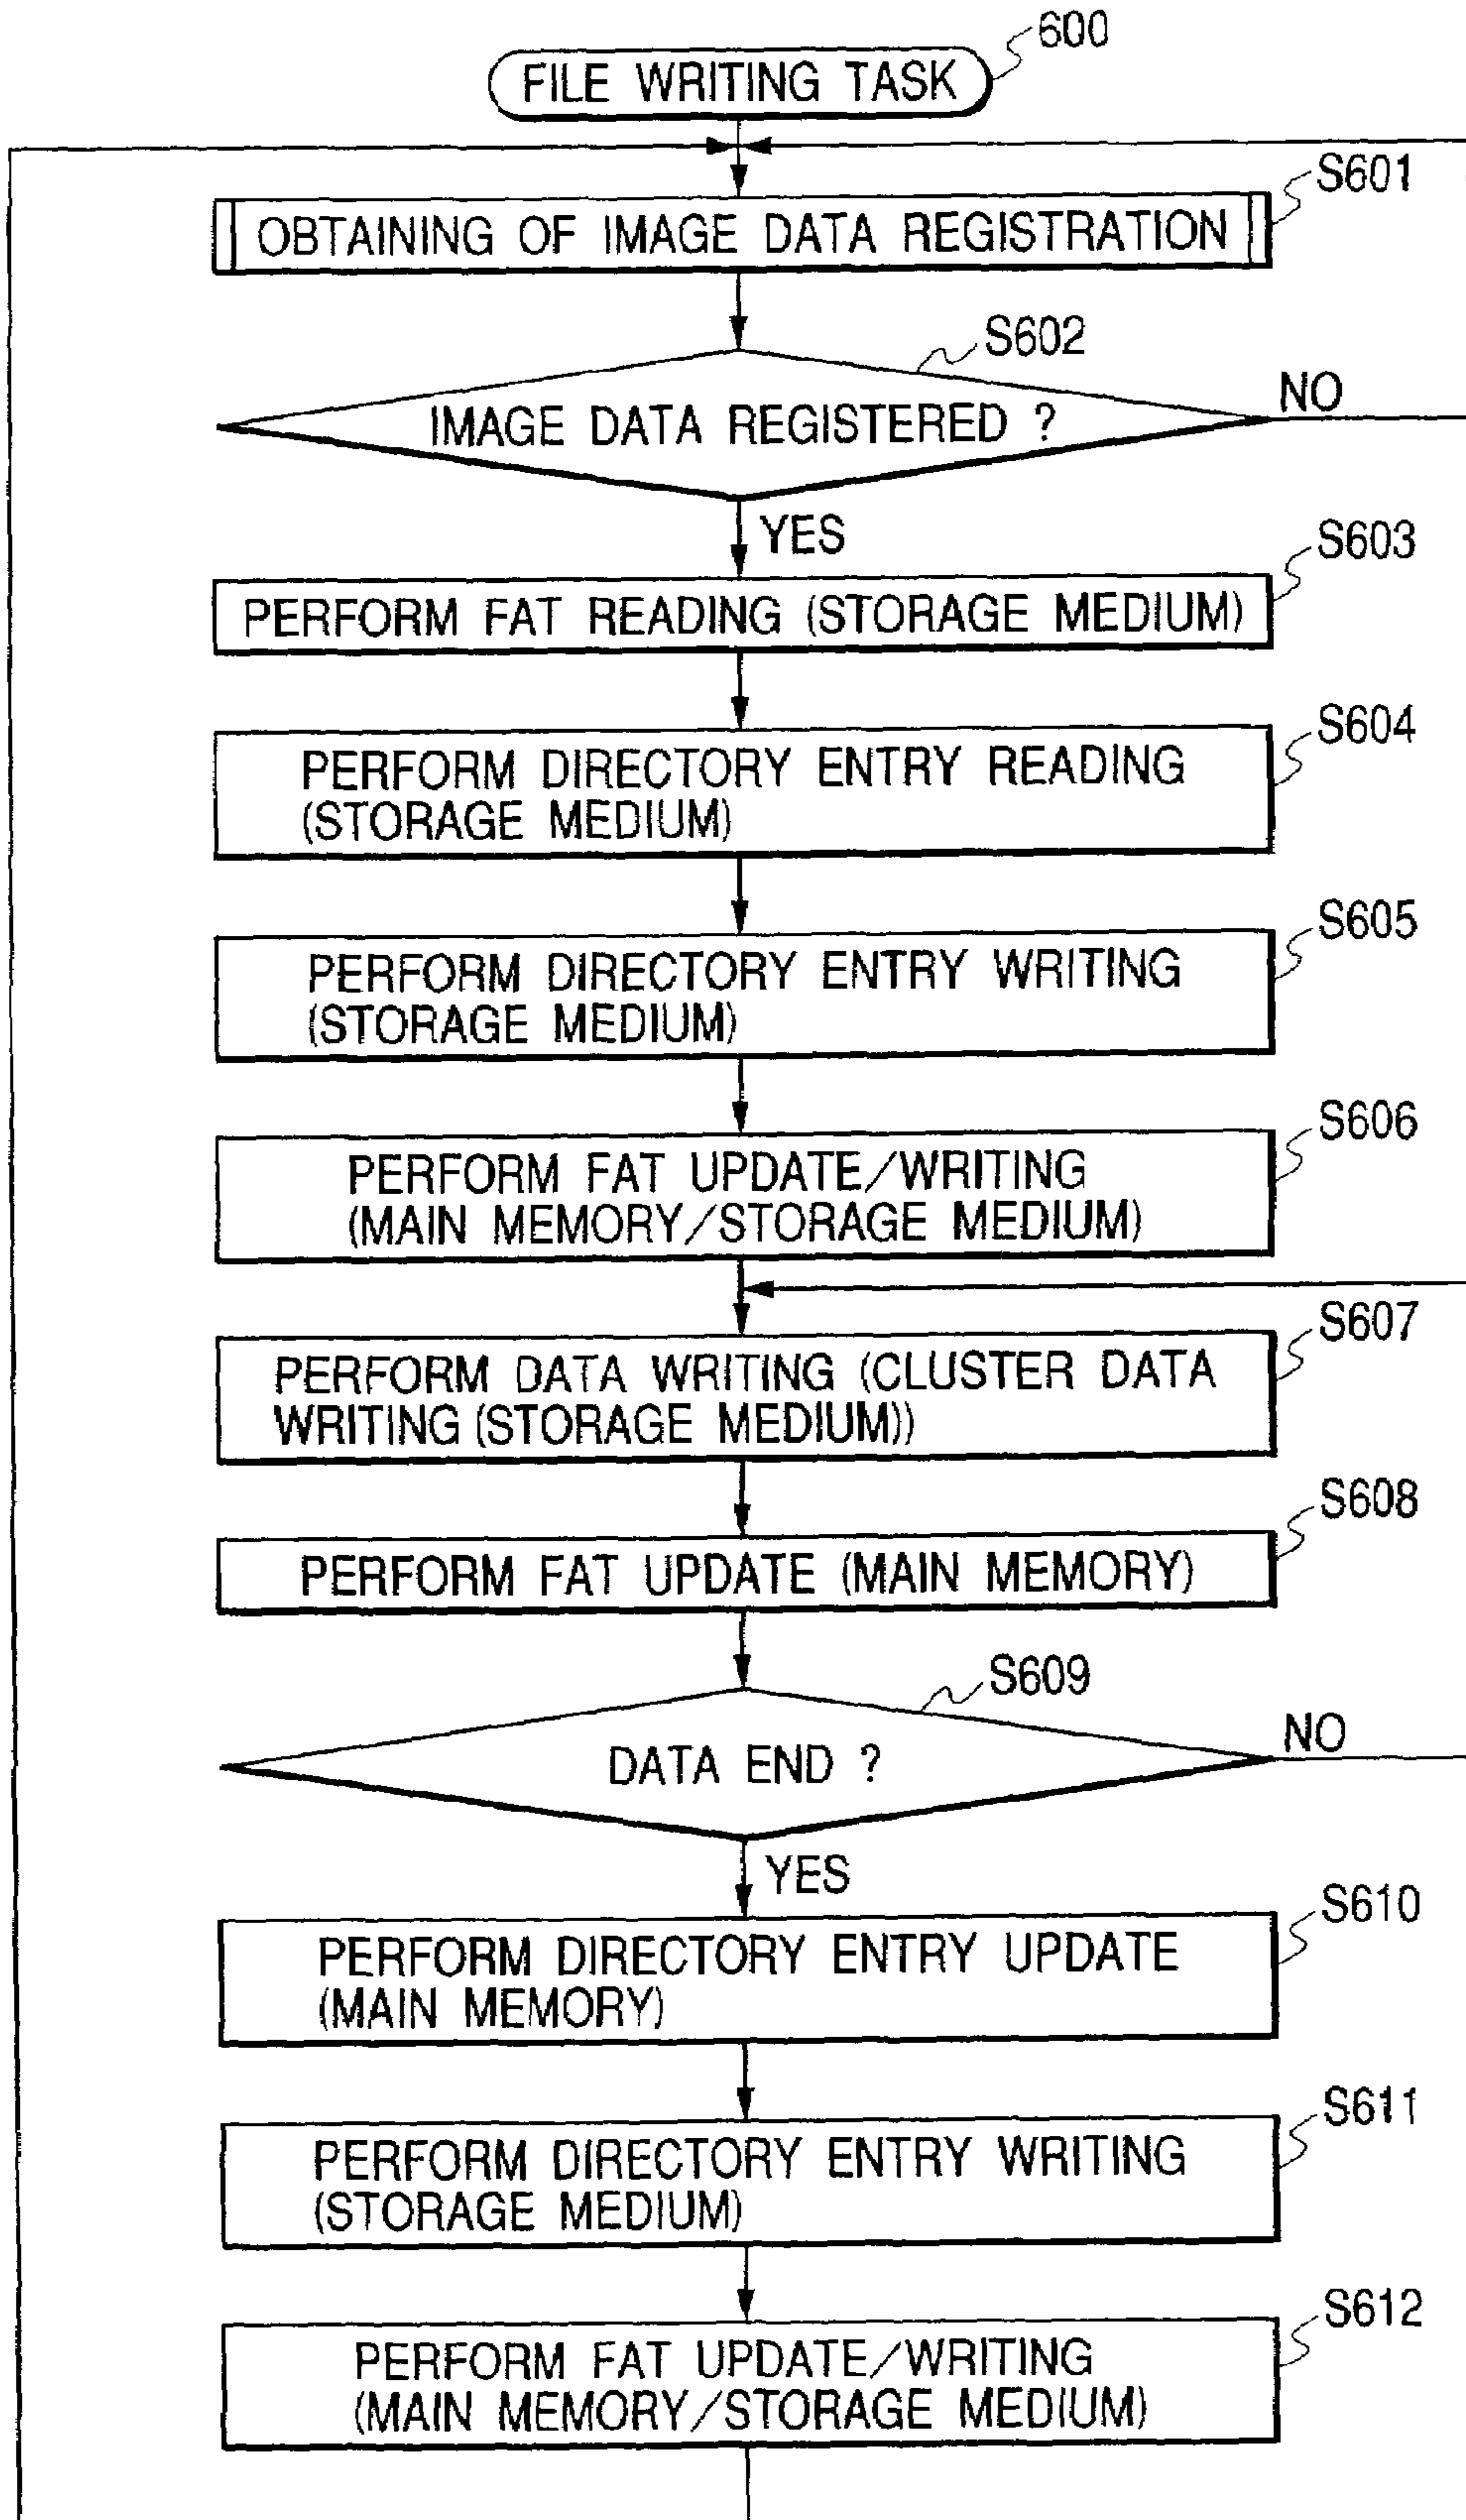 600
FILE WRITING TASK
S601
OBTAINING OF IMAGE DATA REGISTRATION
S602
IMAGE DATA REGISTERED ?
NO
YES
S603
PERFORM FAT READING (STORAGE MEDIUM)
S604
PERFORM DIRECTORY ENTRY READING
(STORAGE MEDIUM)
S605
PERFORM DIRECTORY ENTRY WRITING
(STORAGE MEDIUM)
S606
PERFORM FAT UPDATE/WRITING
(MAIN MEMORY/STORAGE MEDIUM)
S607
PERFORM DATA WRITING (CLUSTER DATA
WRITING (STORAGE MEDIUM))
S608
PERFORM FAT UPDATE (MAIN MEMORY)
S609
DATA END ?
NO
YES
S610
PERFORM DIRECTORY ENTRY UPDATE
(MAIN MEMORY)
S611
PERFORM DIRECTORY ENTRY WRITING
(STORAGE MEDIUM)
S612
PERFORM FAT UPDATE/WRITING
(MAIN MEMORY/STORAGE MEDIUM)